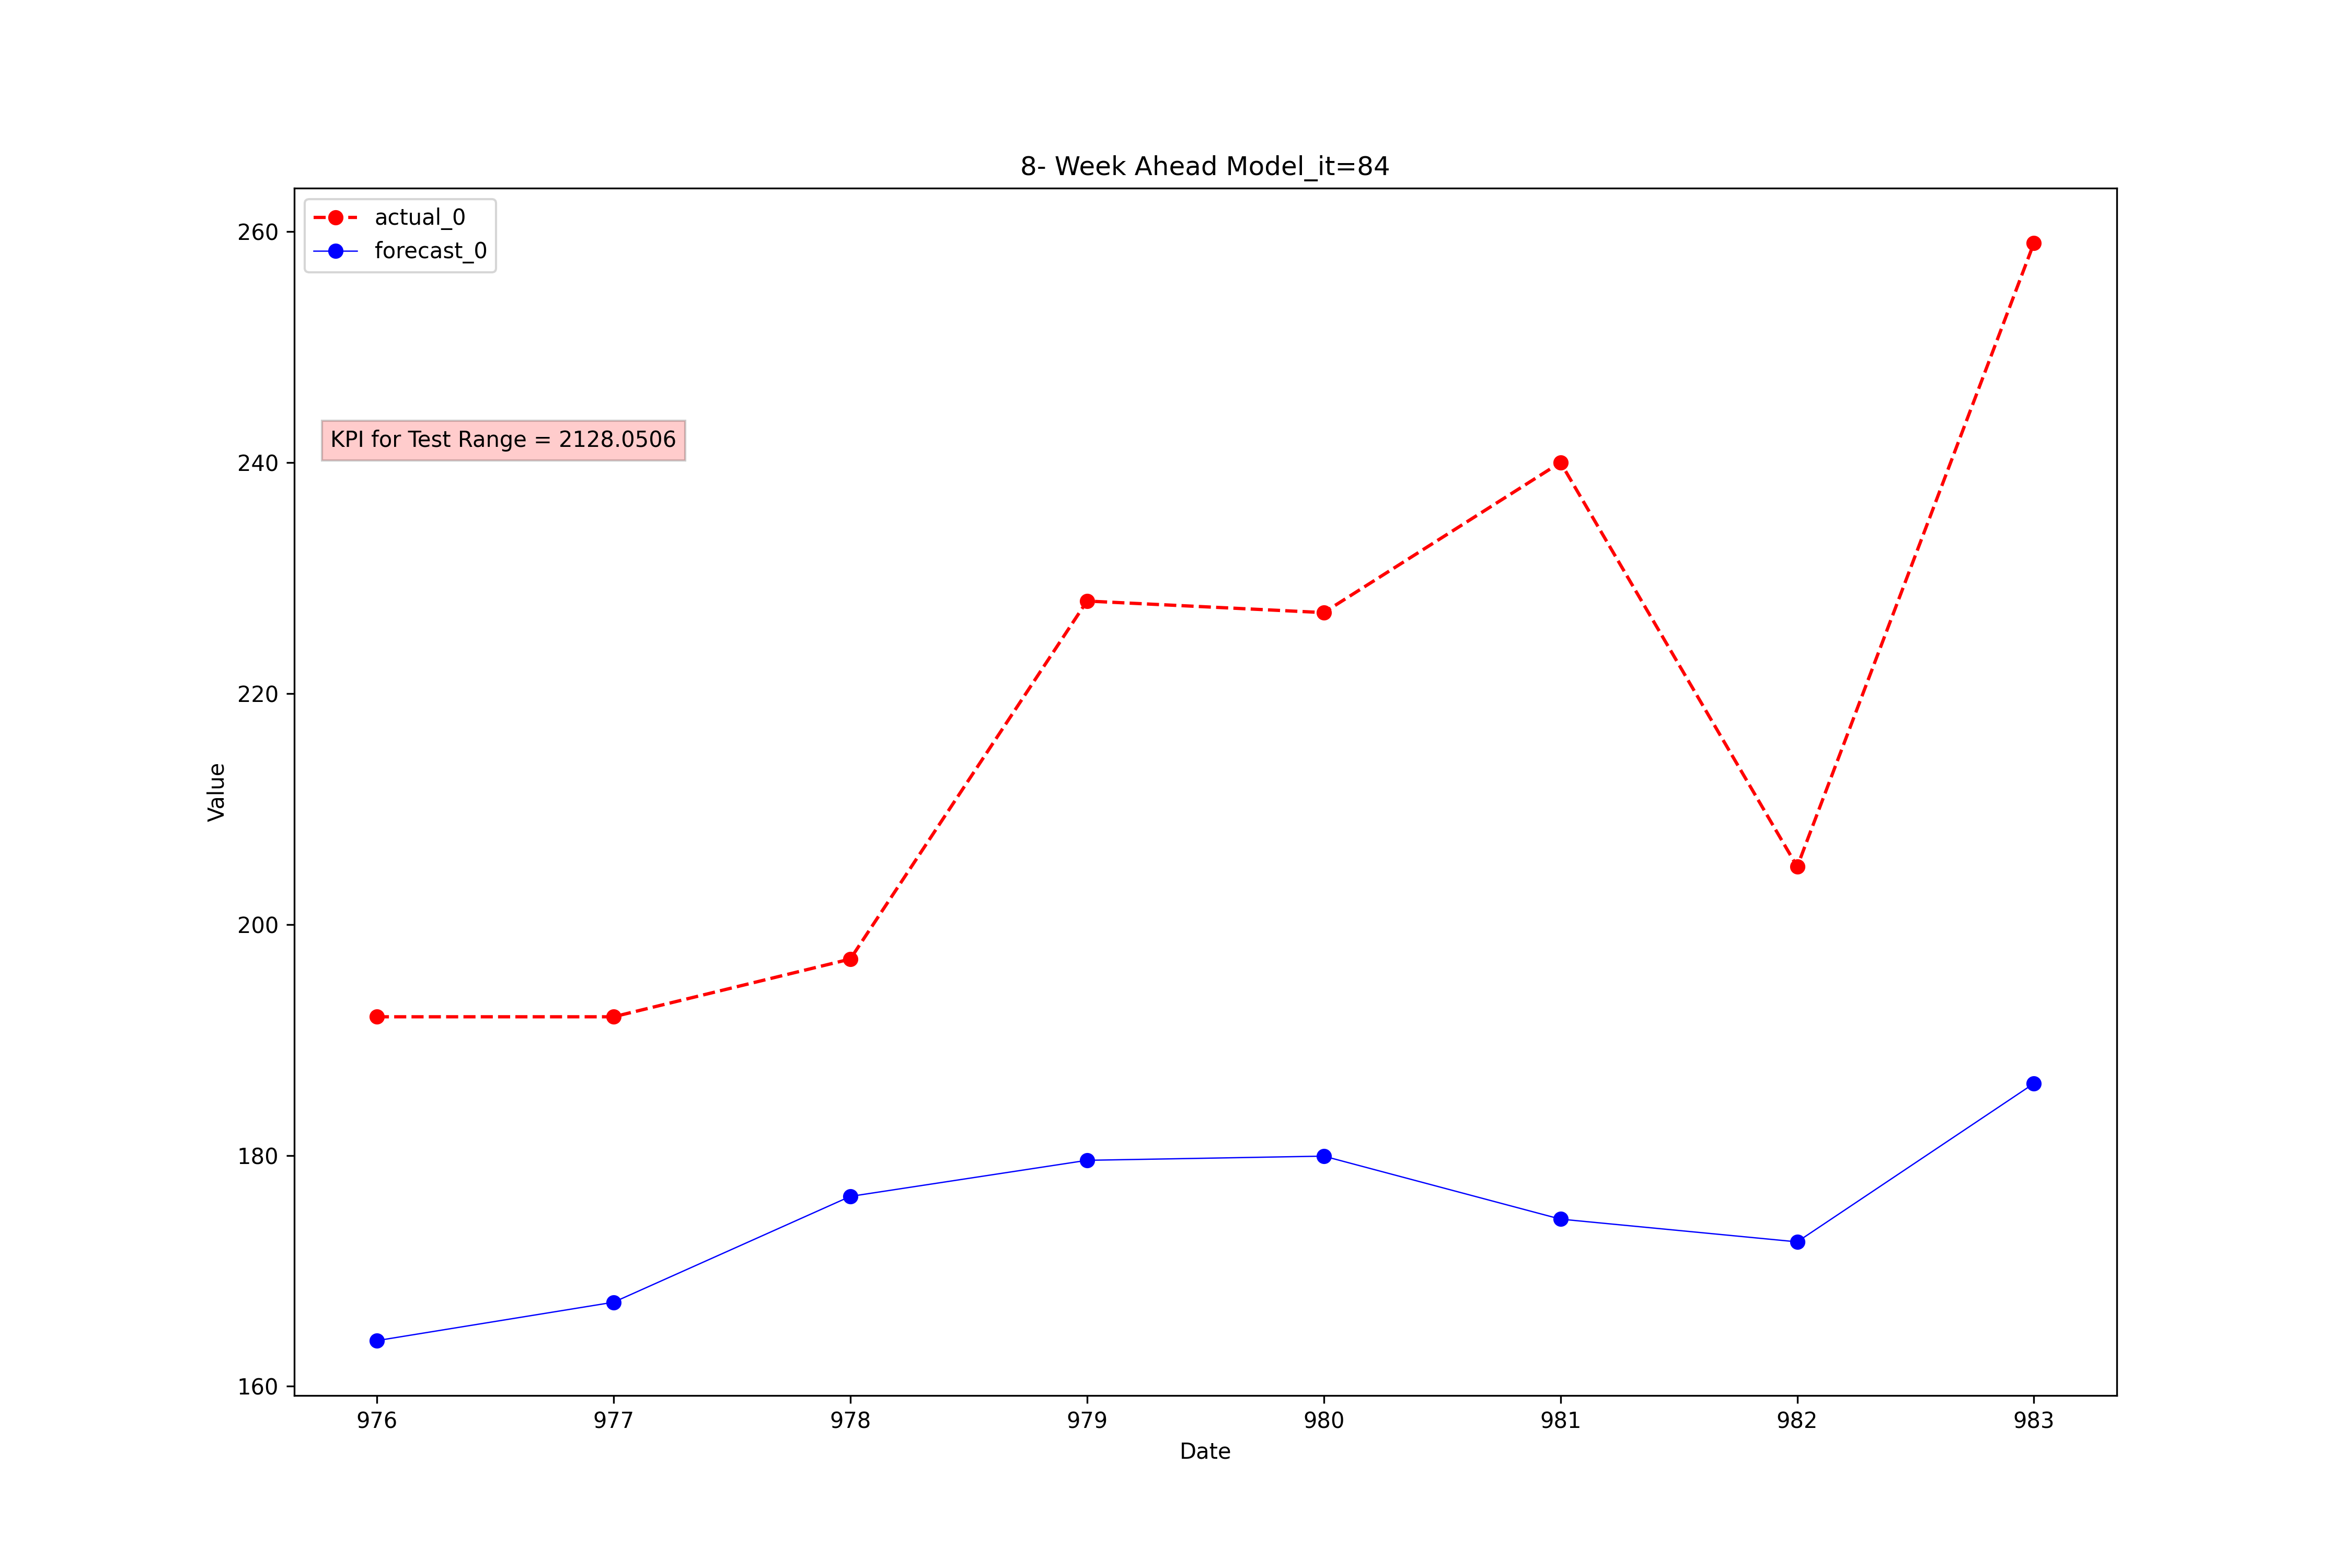 8- Week Ahead Model_it=84
actual_0
forecast_0
KPI for Test Range = 2128.0506
260
240
220
200
180
160
Value
976 977 978 979 980 981 982 983
Date